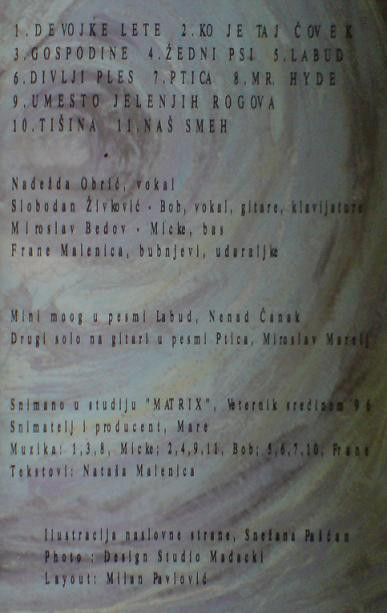 1. DEVOJKE LETE 2. KO JE TAJ ČOVEK
3. GOSPODINE 4. ŽEDNI PSI 5. LABUD
6. DIVLJI PLES 7. PTICA 8. MR. HYDE
9. UMESTO JELENJIH ROGOVA
10. TIŠINA 11. NAŠ SMEH
Nadežda Obrić, vokal
Slobodan Živković - Bob, vokal, gitare, klavijature
Miroslav Bedov - Micke, bas
Frane Malenica, bubnjevi, udaraljke
Mini moog u pesmi Labud, Nenad Čanak
Drugi solo na gitari u pesmi Ptica, Miroslav
Snimano u studiju "MATRIX", Veternik sredinom '96
Snimatelj i producent, Mare
Muzika: 1,3,8, Micke; 2,4,9,11, Bob; 5,6,7,10, Frane
Tekstovi: Nataša Malenica
Ilustracija naslovne strane, Snežana
Photo : Design Studio Madacki
Layout: Milan Pavlović